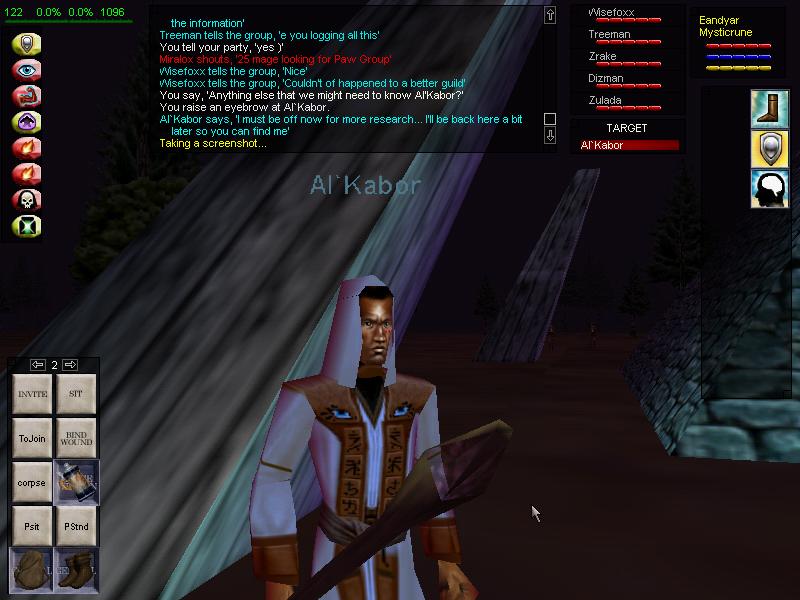 122 0.0% 0.0% 1096
the information'
Treeman tells the group, 'e you logging all this'
You tell your party, 'yes )'
Miralox shouts, '25 mage looking for Paw Group'
Wisefoxx tells the group, 'Nice'
Wisefoxx tells the group, 'Couldn't of happened to a better guild'
You say, 'Anything else that we might need to know Al'Kabor?'
You raise an eyebrow at Al`Kabor.
Al`Kabor says, 'I must be off now for more research... I'll be back here a bit
later so you can find me'
Taking a screenshot...
Wisefoxx
Treeman
Zrake
Dizman
Zulada
TARGET
Al`Kabor
Eandyar
Mysticrune
Al`Kabor
2
INVITE
SIT
ToJoin
BIND
WOUND
corpse
Psit
PStnd